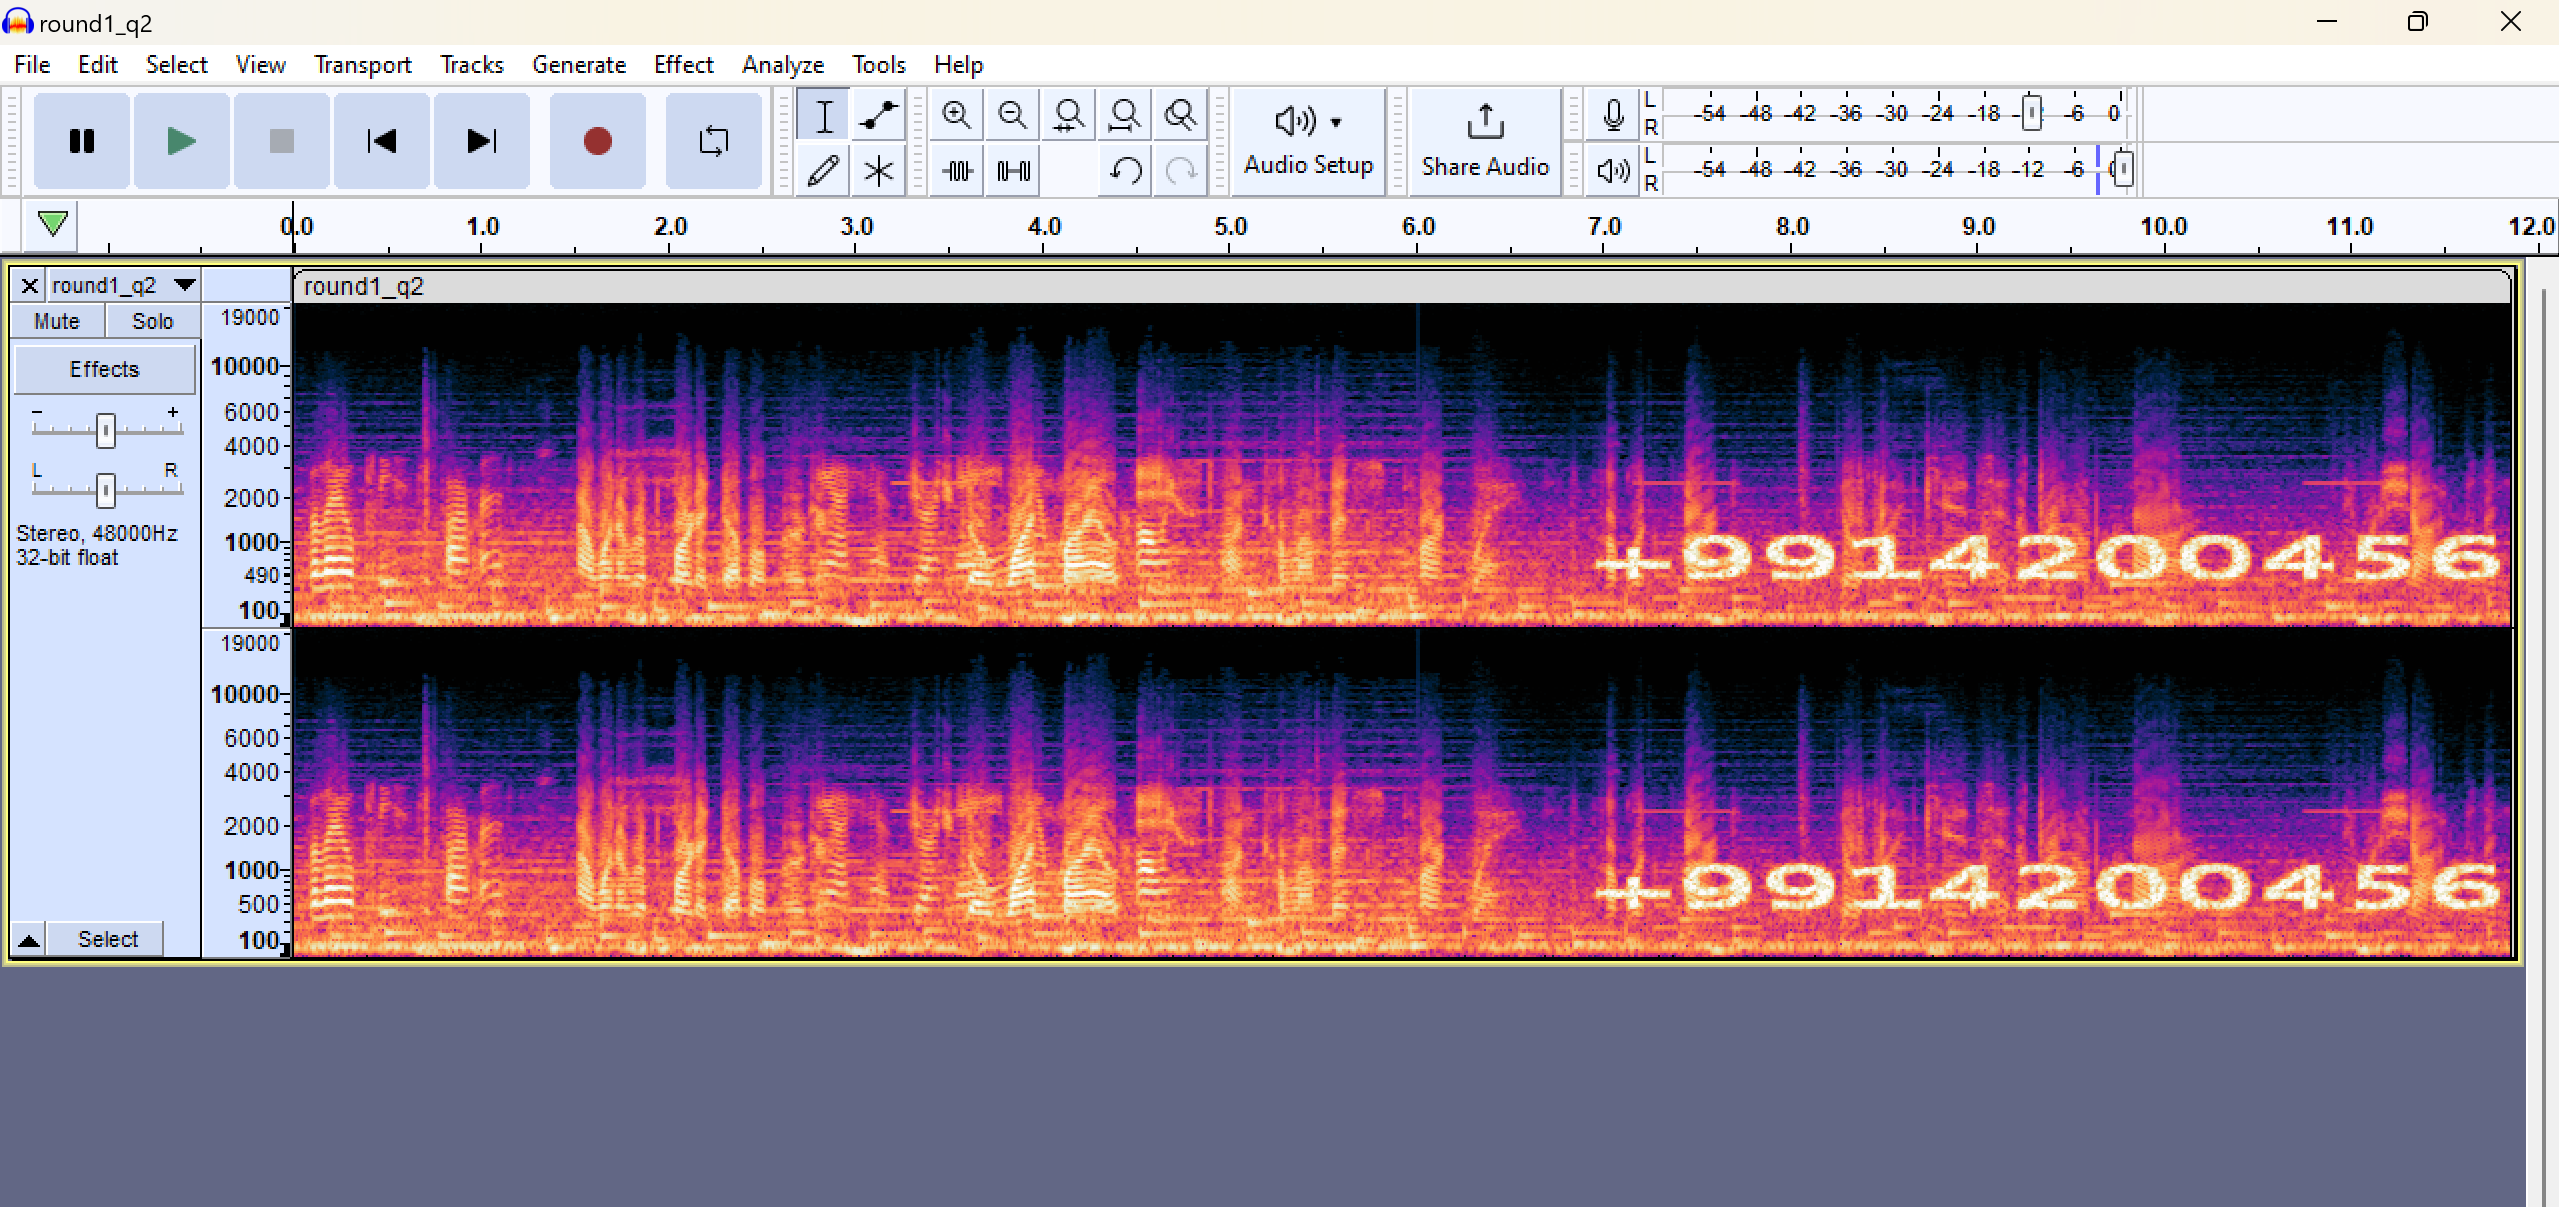 round1_q2
File Edit Select View Transport Tracks Generate Effect Analyze Tools Help
Audio Setup
Share Audio
L
R
-54 -48 -42 -36 -30 -24 -18 -6 0
L
R
-54 -48 -42 -36 -30 -24 -18 -12 -6
0.0 1.0 2.0 3.0 4.0 5.0 6.0 7.0 8.0 9.0 10.0 11.0 12.0
round1_q2
round1_q2
Mute Solo
Effects
- +
L R
Stereo, 48000Hz
32-bit float
Select
19000
10000
6000
4000
2000
1000
490
100
+9914200456
19000
10000
6000
4000
2000
1000
500
100
+9914200456